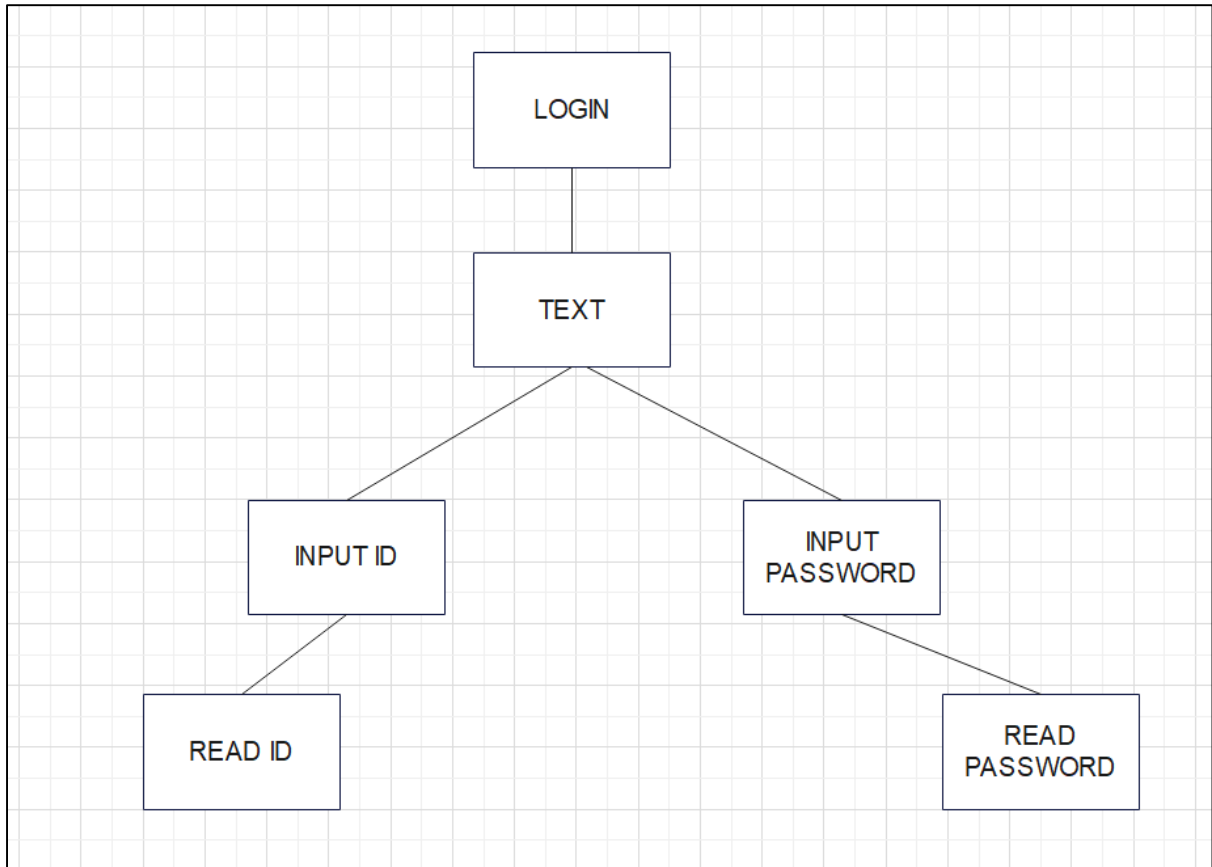 LOGIN
TEXT
INPUT ID
INPUT
PASSWORD
READ ID
READ
PASSWORD